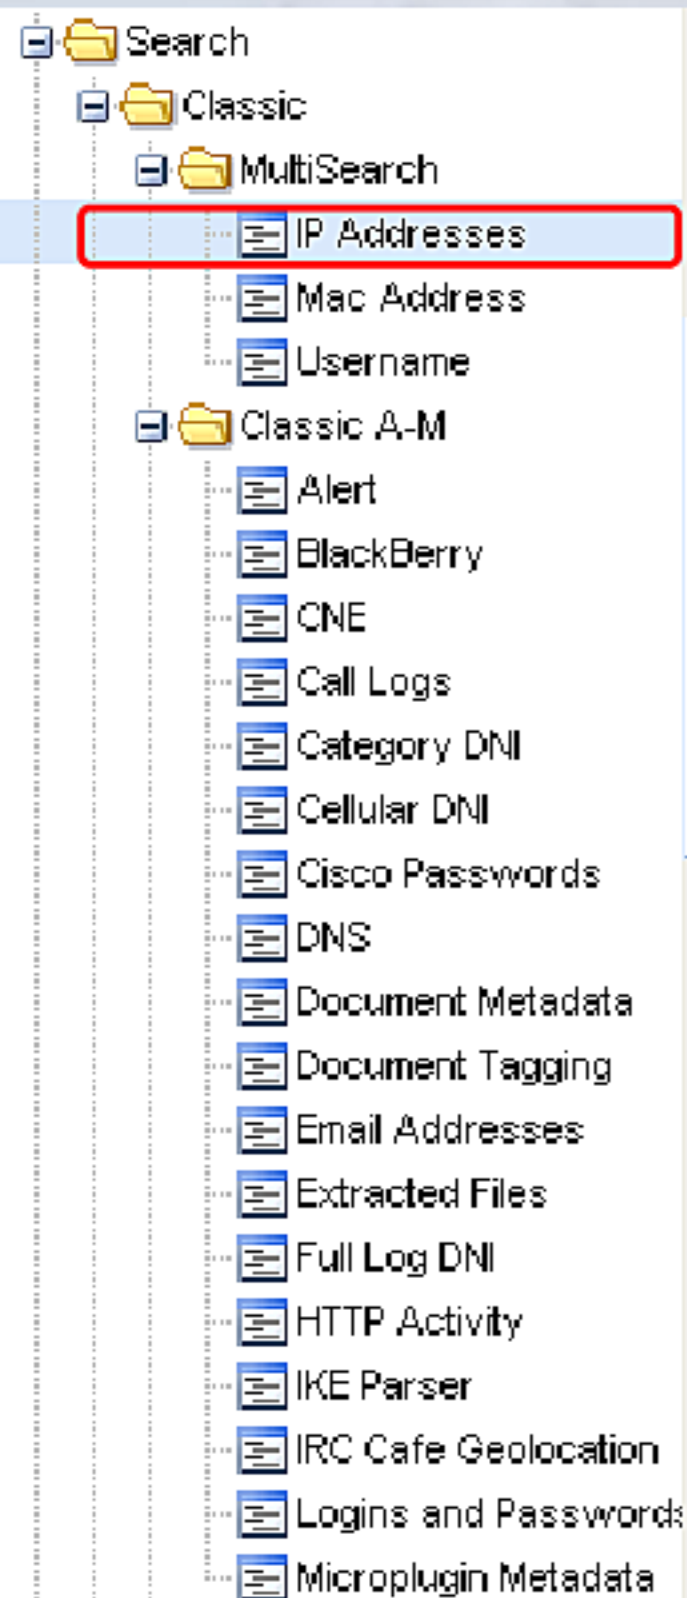 Search
Classic
MultiSearch
IP Addresses
Mac Address
Username
Classic A-M
Alert
BlackBerry
CNE
Call Logs
Category DNI
Cellular DNI
Cisco Passwords
DNS
Document Metadata
Document Tagging
Email Addresses
Extracted Files
Full Log DNI
HTTP Activity
IKE Parser
IRC Cafe Geolocation
Logins and Passwords
Microplugin Metadata